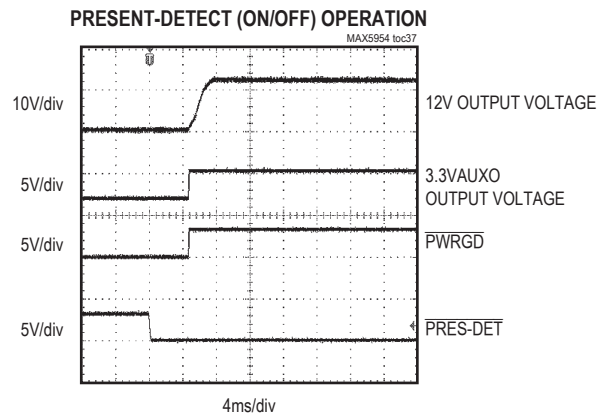 PRESENT-DETECT (ON/OFF) OPERATION
MAX5954 toc37
10V/div
12V OUTPUT VOLTAGE
5V/div
3.3VAUXO
OUTPUT VOLTAGE
5V/div
PWRGD
5V/div
PRES-DET
4ms/div